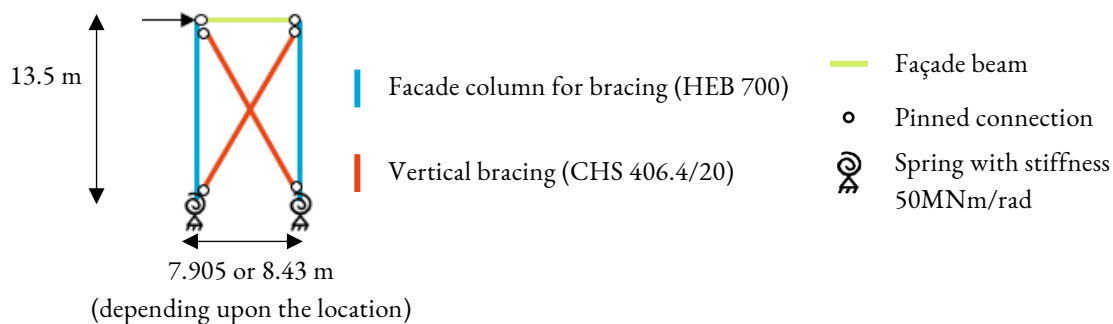 13.5 m
Facade column for bracing (HEB 700)
Vertical bracing (CHS 406.4/20)
Façade beam
Pinned connection
Spring with stiffness
50MNm/rad
7.905 or 8.43 m
(depending upon the location)